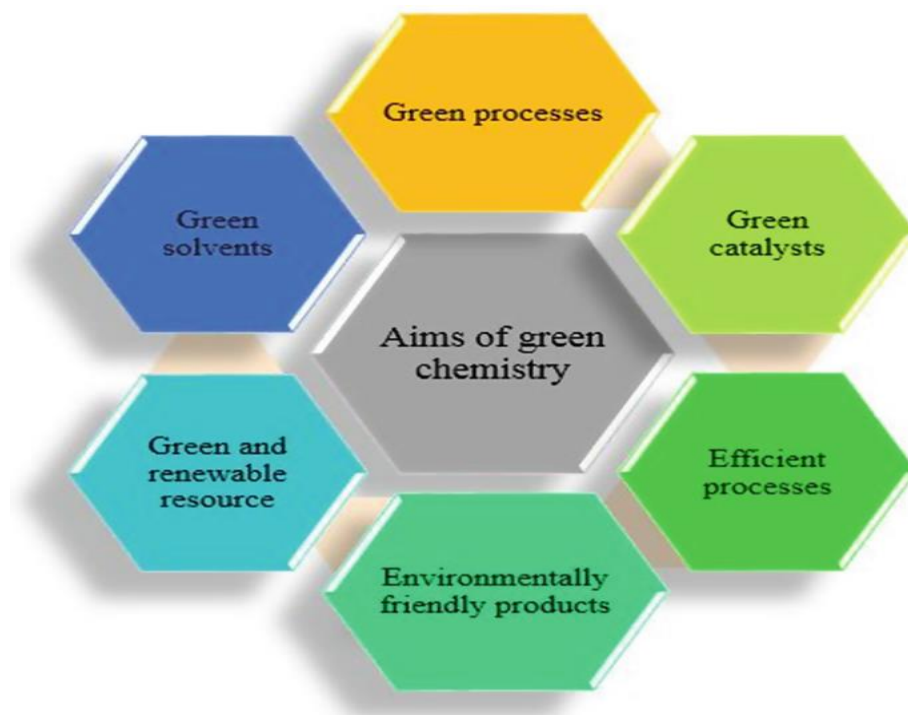 Green processes
Green
solvents
Green
catalysts
Aims of green
chemistry
Green and
renewable
resource
Efficient
processes
Environmentally
friendly products